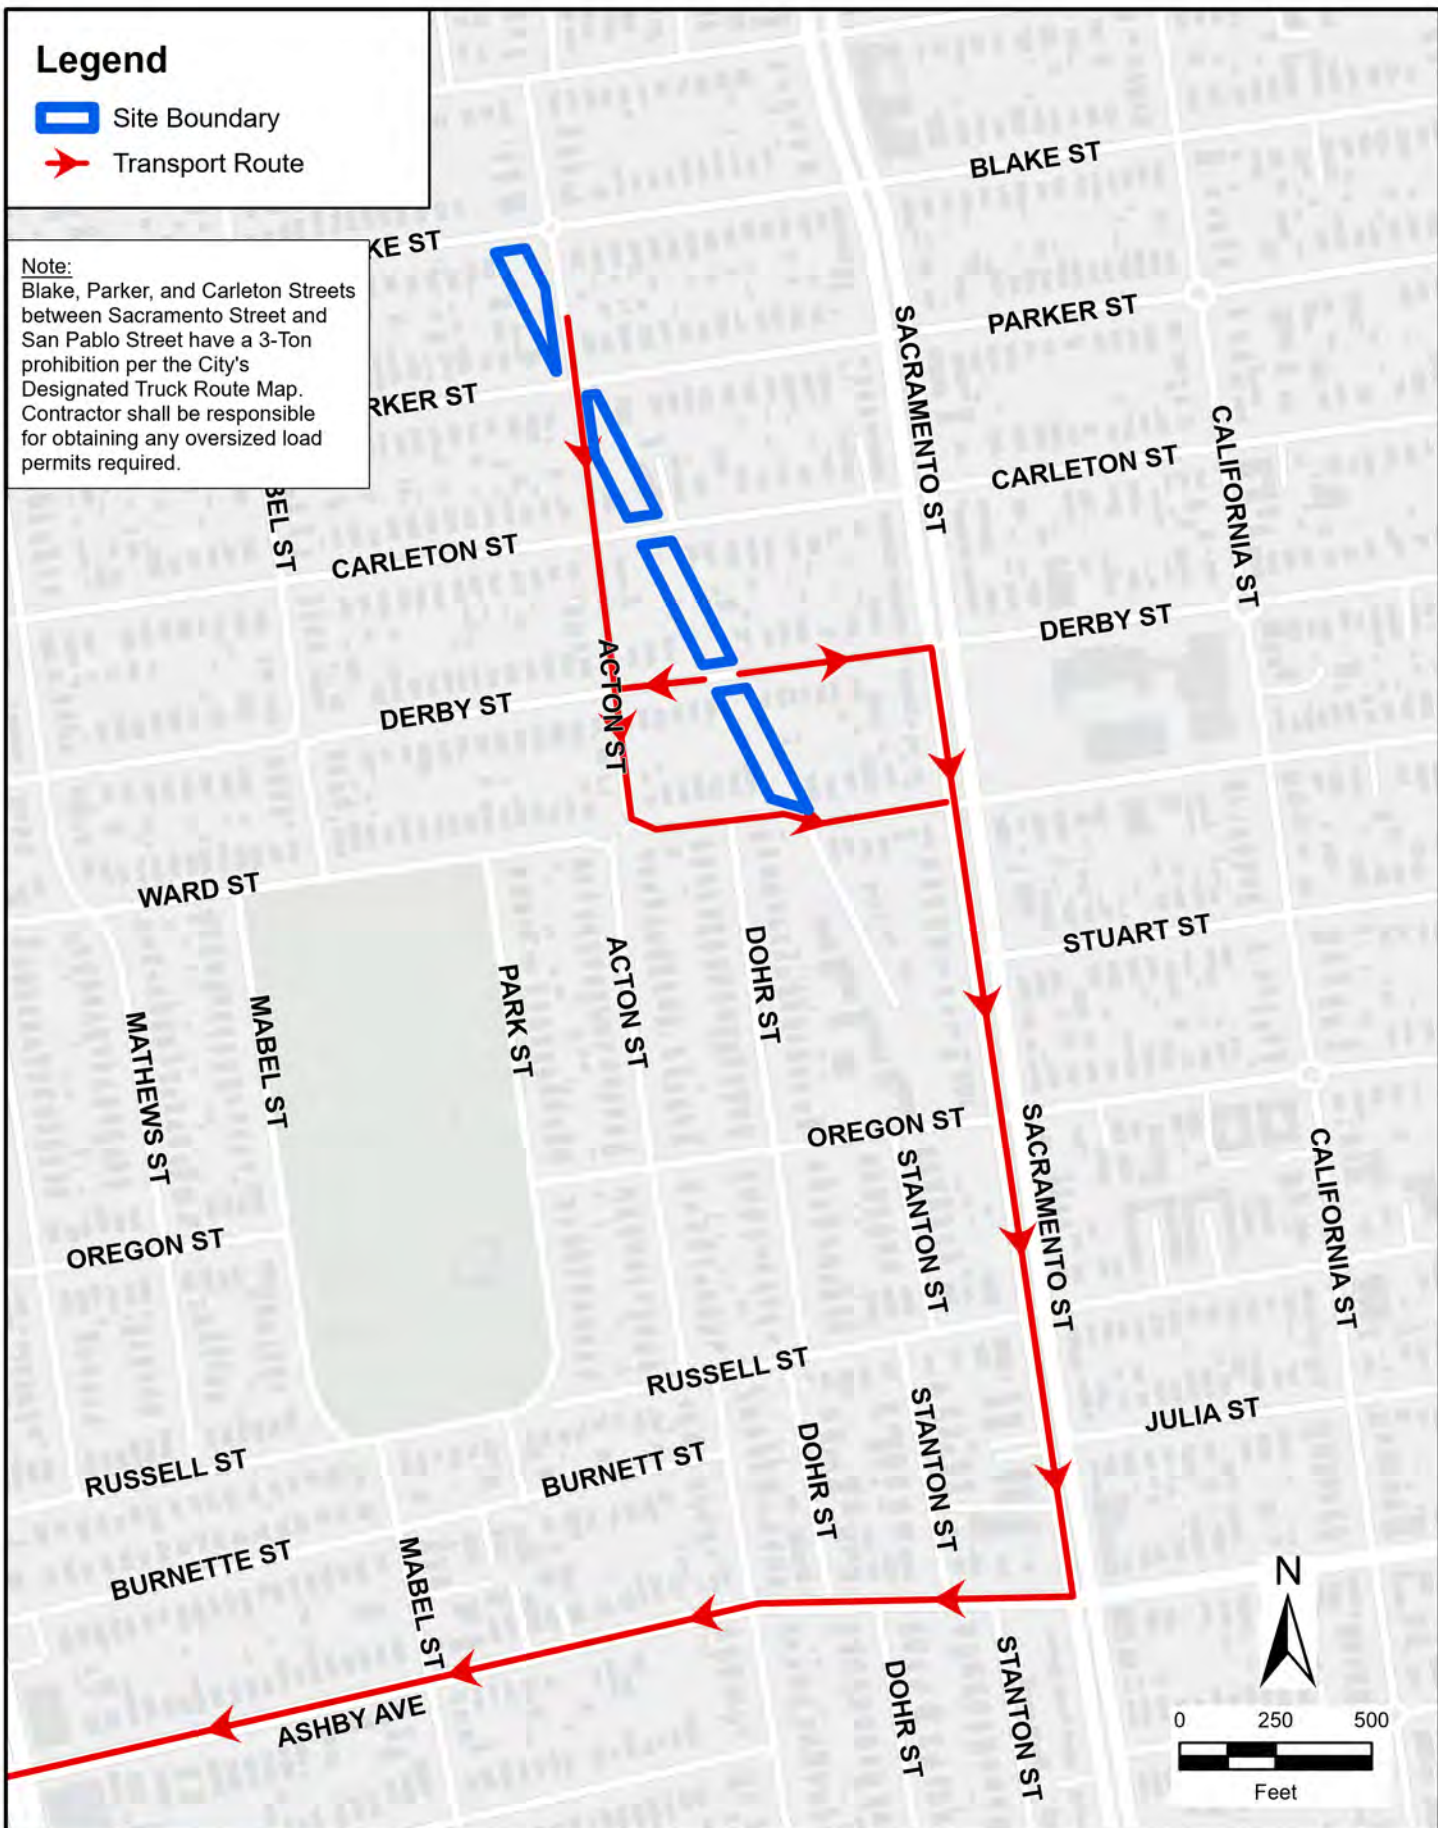 Legend
Site Boundary
Transport Route
Note:
Blake, Parker, and Carleton Streets
between Sacramento Street and
San Pablo Street have a 3-Ton
prohibition per the City's
Designated Truck Route Map.
Contractor shall be responsible
for obtaining any oversized load
permits required.
BLAKE ST
KE ST
PARKER ST
RKER ST
SACRAMENTO ST
CALIFORNIA ST
CARLETON ST
BEL ST
CARLETON ST
DERBY ST
ACTON ST
DERBY ST
WARD ST
STUART ST
MATHEWS ST
MABEL ST
PARK ST
ACTON ST
DOHR ST
OREGON ST
STANTON ST
SACRAMENTO ST
CALIFORNIA ST
OREGON ST
RUSSELL ST
JULIA ST
RUSSELL ST
BURNETT ST
DOHR ST
STANTON ST
BURNETTE ST
MABEL ST
ASHBY AVE
DOHR ST
STANTON ST
N
0 250 500
Feet